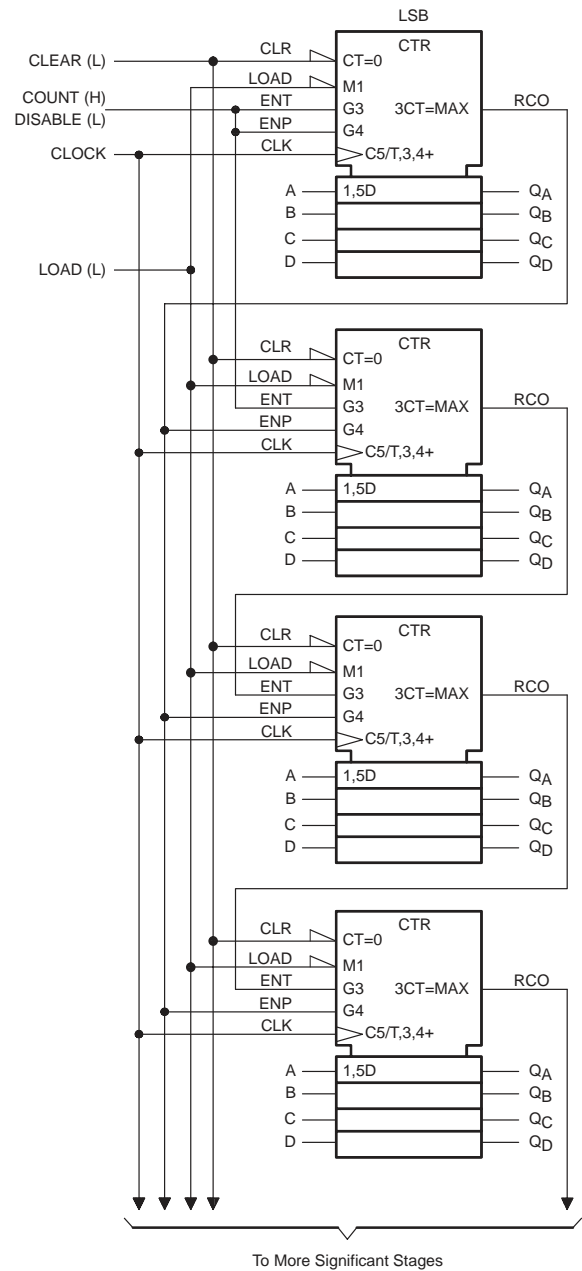 LSB
CTR
CLEAR (L)
CLR
CT=0
LOAD
M1
COUNT (H)
DISABLE (L)
ENT
G3
3CT=MAX
RCO
ENP
G4
CLOCK
CLK
C5/T,3,4+
A
1,5D
QA
B
QB
C
QC
D
QD
LOAD (L)
CTR
CLR
CT=0
LOAD
M1
ENT
G3
3CT=MAX
RCO
ENP
G4
CLK
C5/T,3,4+
A
1,5D
QA
B
QB
C
QC
D
QD
CTR
CLR
CT=0
LOAD
M1
ENT
G3
3CT=MAX
RCO
ENP
G4
CLK
C5/T,3,4+
A
1,5D
QA
B
QB
C
QC
D
QD
CTR
CLR
CT=0
LOAD
M1
ENT
G3
3CT=MAX
RCO
ENP
G4
CLK
C5/T,3,4+
A
1,5D
QA
B
QB
C
QC
D
QD
To More Significant Stages